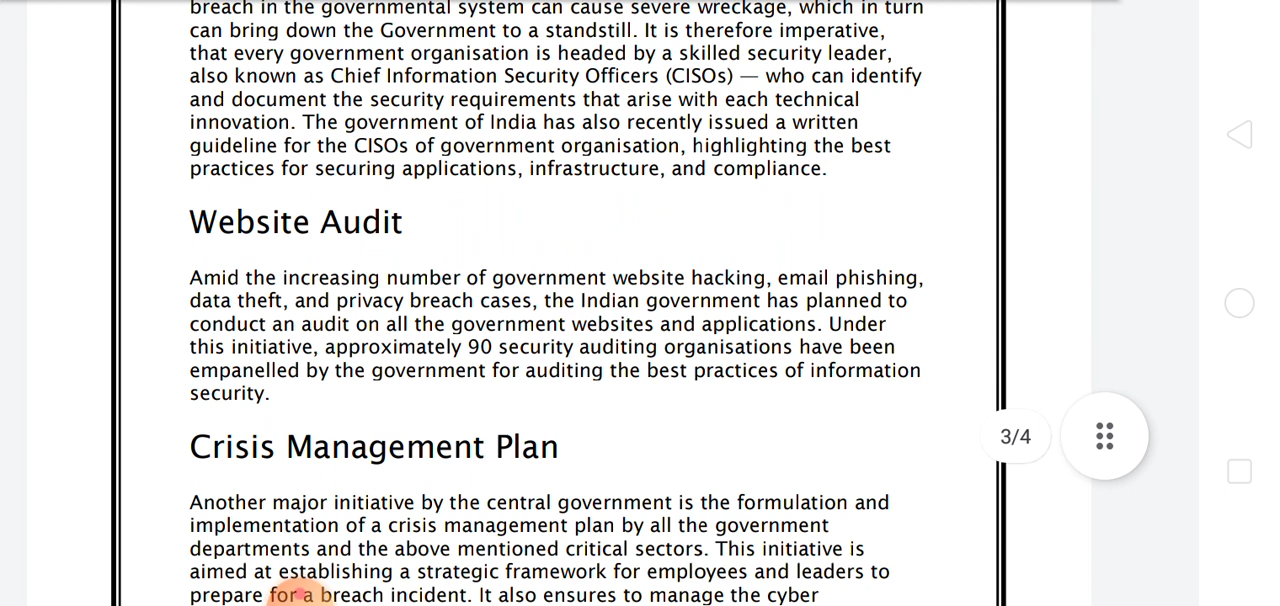 breach in the governmental system can cause severe wreckage, which in turn
can bring down the Government to a standstill. It is therefore imperative,
that every government organisation is headed by a skilled security leader,
also known as Chief Information Security Officers (CISOs) — who can identify
and document the security requirements that arise with each technical
innovation. The government of India has also recently issued a written
guideline for the CISOs of government organisation, highlighting the best
practices for securing applications, infrastructure, and compliance.
Website Audit
Amid the increasing number of government website hacking, email phishing,
data theft, and privacy breach cases, the Indian government has planned to
conduct an audit on all the government websites and applications. Under
this initiative, approximately 90 security auditing organisations have been
empanelled by the government for auditing the best practices of information
security.
3/4
Crisis Management Plan
Another major initiative by the central government is the formulation and
implementation of a crisis management plan by all the government
departments and the above mentioned critical sectors. This initiative is
aimed at establishing a strategic framework for employees and leaders to
prepare for a breach incident. It also ensures to manage the cyber